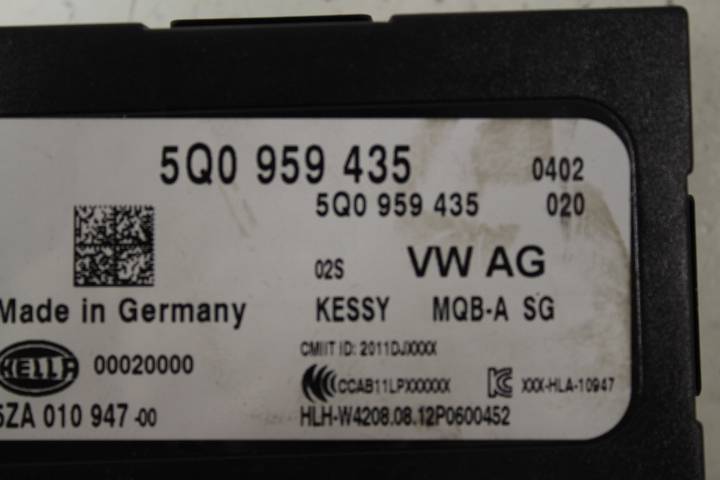 5Q0 959 435 0402
5Q0 959 435 020
02S VW AG
Made in Germany KESSY MQB-A SG
CMIIT ID: 2011DJXXXX
HELLA 00020000
CCAB11LPXXXXXX XXX-HLA-10947
5ZA 010 947-00 HLH-W4208.08.12P0600452